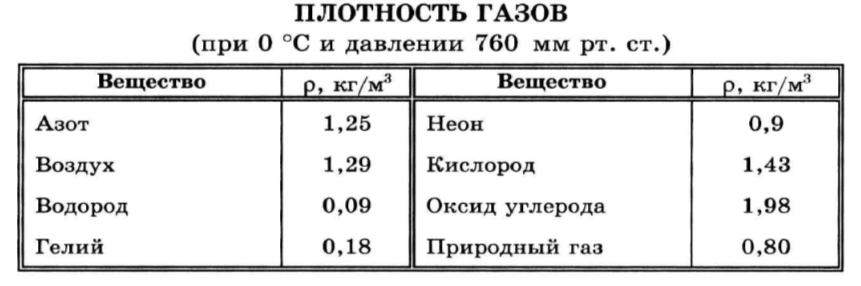 ПЛОТНОСТЬ ГАЗОВ
(при 0 °С и давлении 760 мм рт. ст.)
Вещество ρ, кг/м³ Вещество ρ, кг/м³
Азот 1,25 Неон 0,9
Воздух 1,29 Кислород 1,43
Водород 0,09 Оксид углерода 1,98
Гелий 0,18 Природный газ 0,80